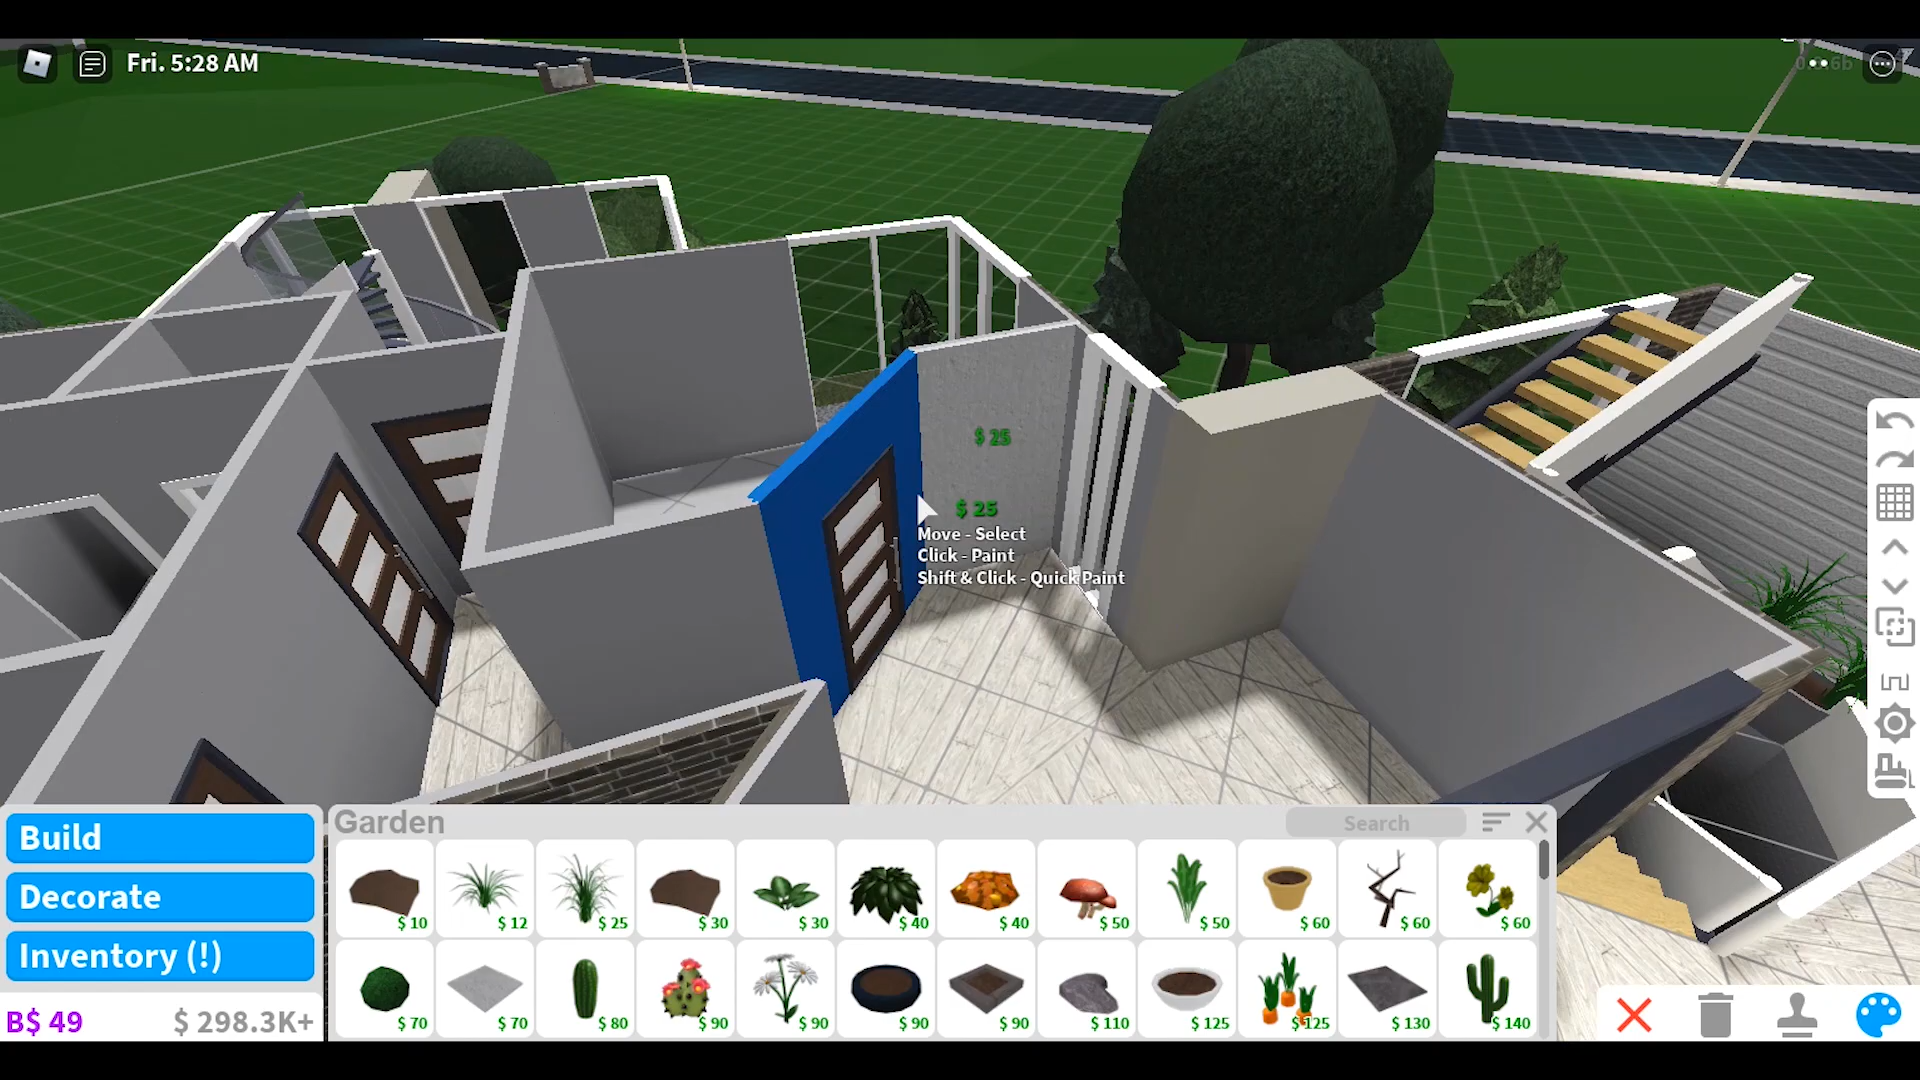 Fri. 5:28 AM
$ 25
$ 25
Move - Select
Click - Paint
Shift & Click - Quick Paint
Build
Decorate
Inventory (!)
B$ 49
$ 298.3K+
Garden
Search
$ 10
$ 12
$ 25
$ 30
$ 30
$ 40
$ 40
$ 50
$ 50
$ 60
$ 60
$ 60
$ 70
$ 70
$ 80
$ 90
$ 90
$ 90
$ 90
$ 110
$ 125
$ 125
$ 130
$ 140